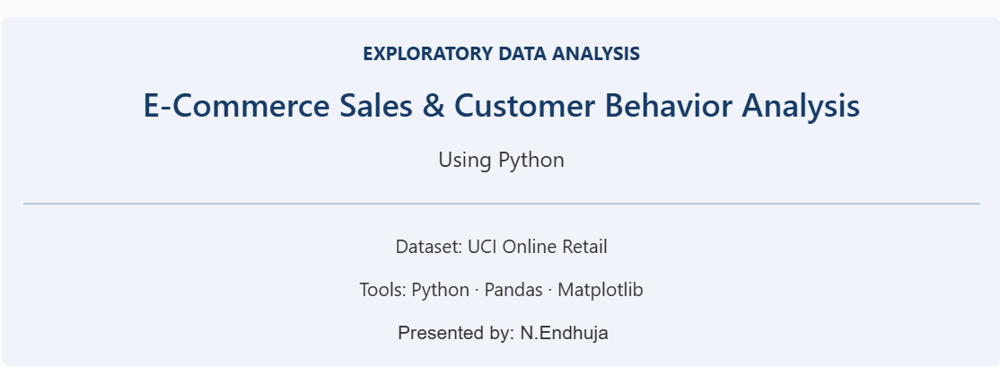 EXPLORATORY DATA ANALYSIS
E-Commerce Sales & Customer Behavior Analysis
Using Python
Dataset: UCI Online Retail
Tools: Python · Pandas · Matplotlib
Presented by: N.Endhuja